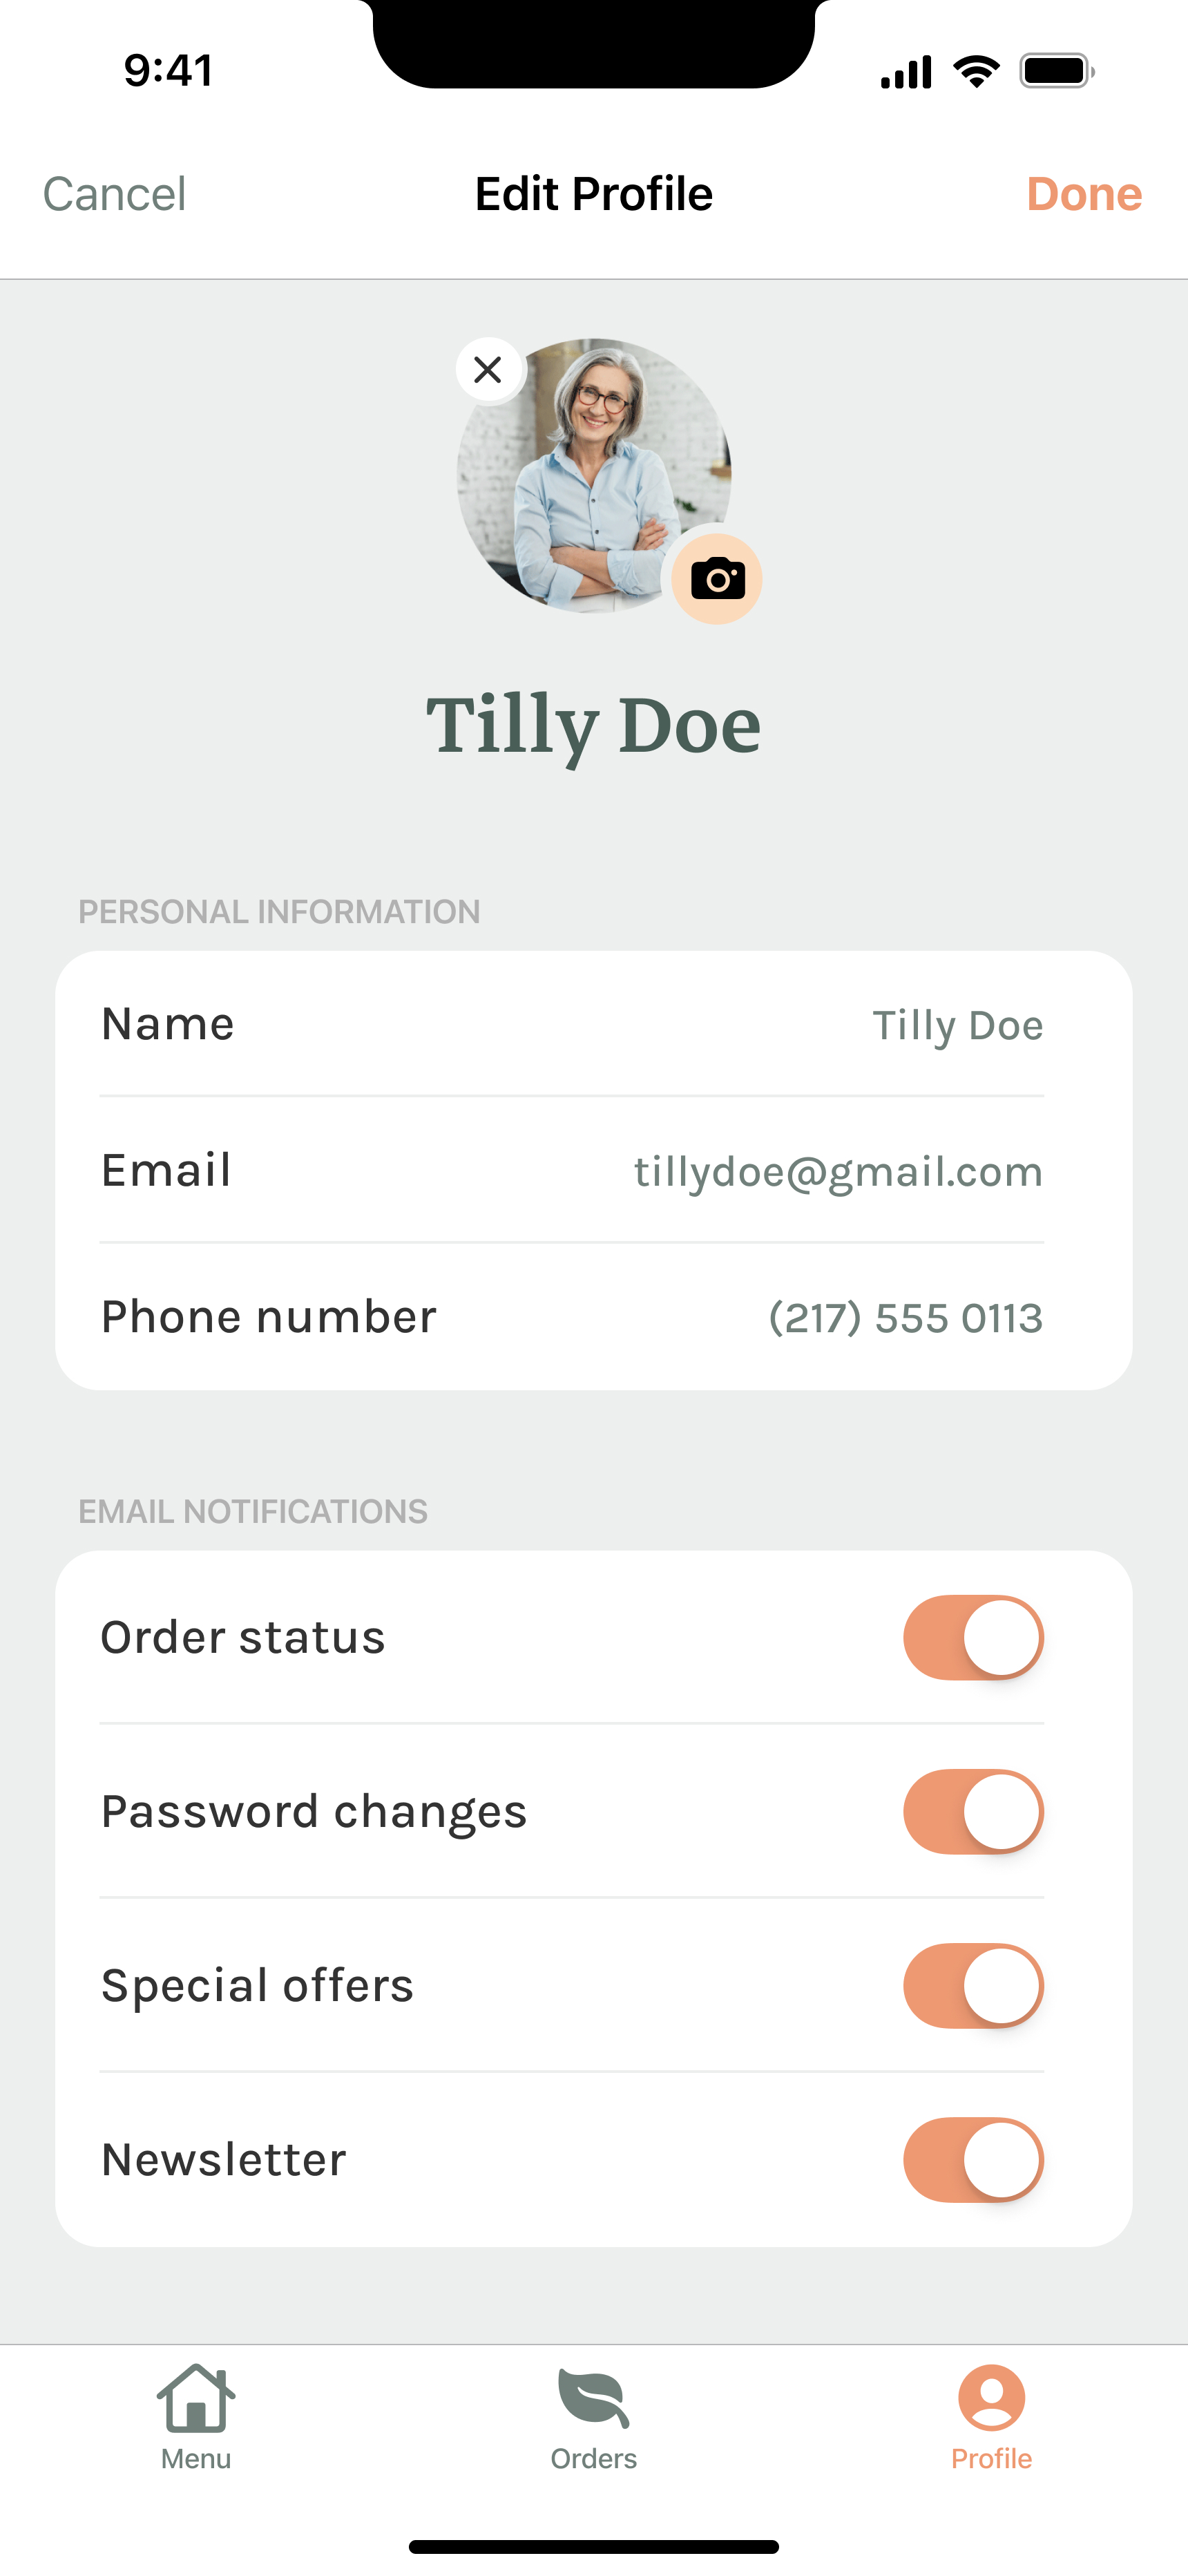 9:41
Cancel Edit Profile Done
Tilly Doe
PERSONAL INFORMATION
Name Tilly Doe
Email tillydoe@gmail.com
Phone number (217) 555 0113
EMAIL NOTIFICATIONS
Order status
Password changes
Special offers
Newsletter
Menu Orders Profile